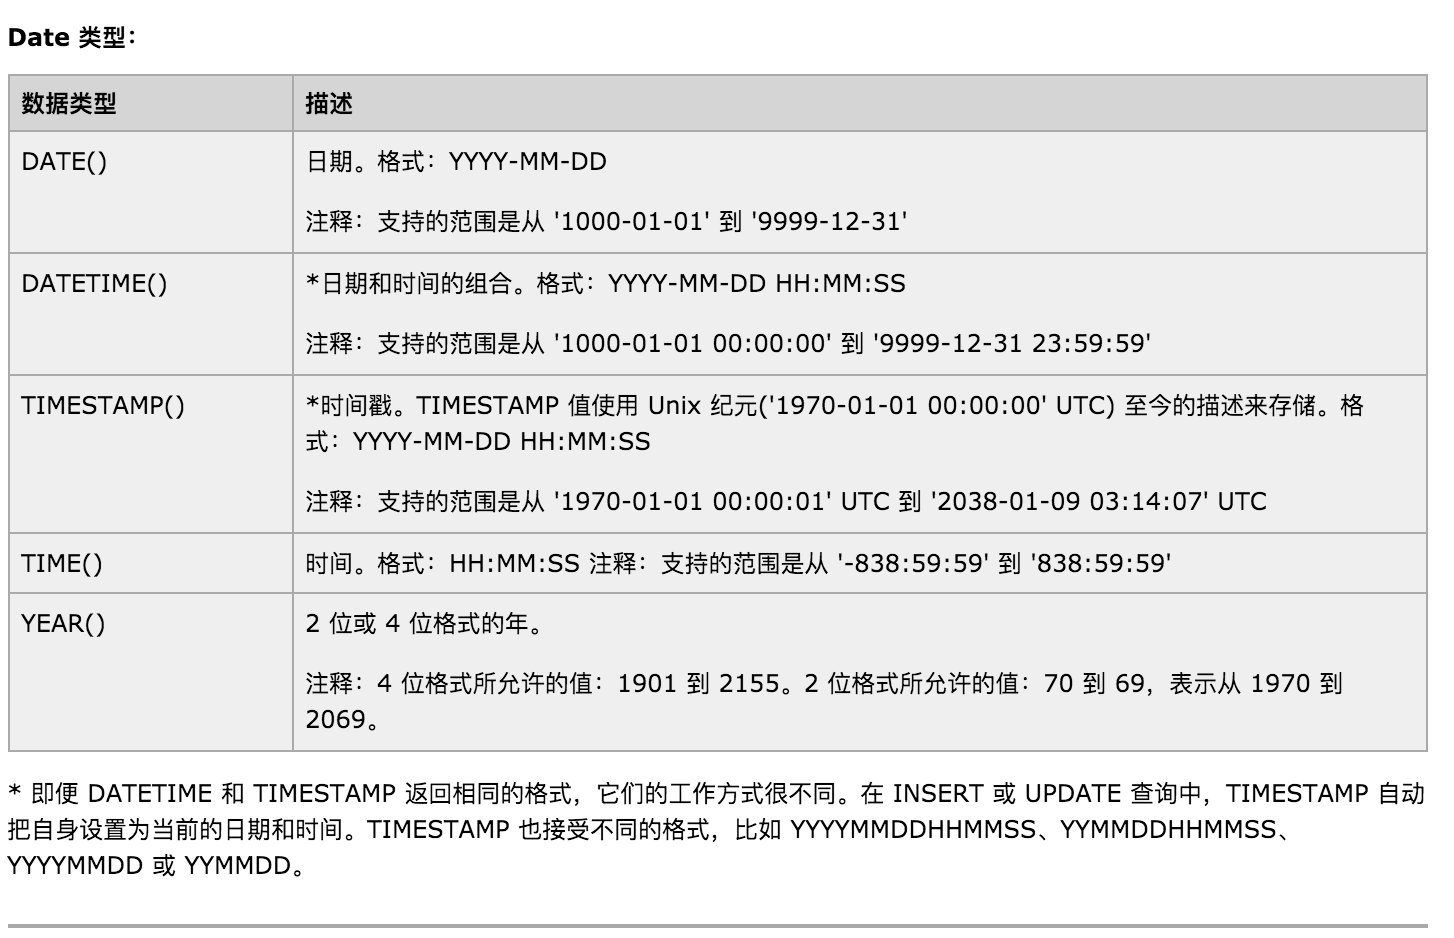 Date 类型：
数据类型 描述
DATE() 日期。格式：YYYY-MM-DD
注释：支持的范围是从 '1000-01-01' 到 '9999-12-31'
DATETIME() *日期和时间的组合。格式：YYYY-MM-DD HH:MM:SS
注释：支持的范围是从 '1000-01-01 00:00:00' 到 '9999-12-31 23:59:59'
TIMESTAMP() *时间戳。TIMESTAMP 值使用 Unix 纪元('1970-01-01 00:00:00' UTC) 至今的描述来存储。格
式：YYYY-MM-DD HH:MM:SS
注释：支持的范围是从 '1970-01-01 00:00:01' UTC 到 '2038-01-09 03:14:07' UTC
TIME() 时间。格式：HH:MM:SS 注释：支持的范围是从 '-838:59:59' 到 '838:59:59'
YEAR() 2 位或 4 位格式的年。
注释：4 位格式所允许的值：1901 到 2155。2 位格式所允许的值：70 到 69，表示从 1970 到
2069。
* 即便 DATETIME 和 TIMESTAMP 返回相同的格式，它们的工作方式很不同。在 INSERT 或 UPDATE 查询中，TIMESTAMP 自动
把自身设置为当前的日期和时间。TIMESTAMP 也接受不同的格式，比如 YYYYMMDDHHMMSS、YYMMDDHHMMSS、
YYYYMMDD 或 YYMMDD。